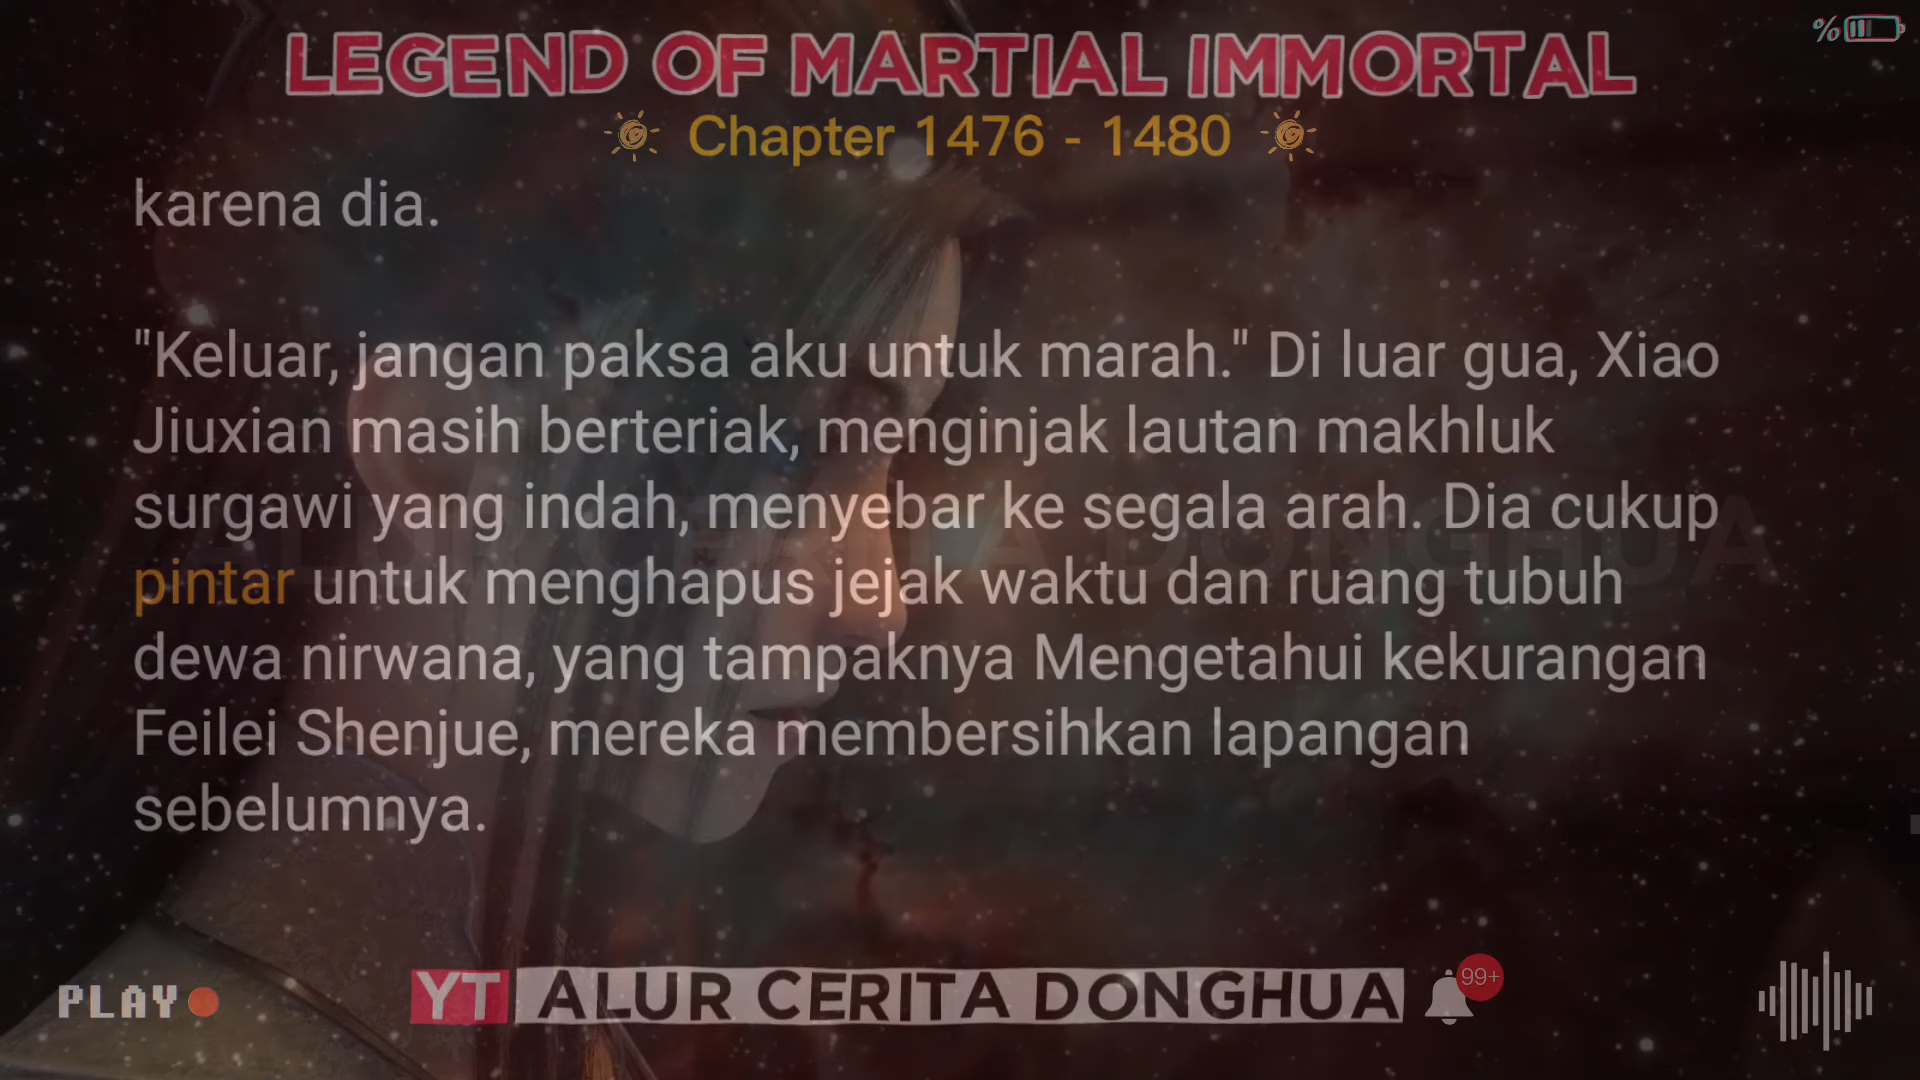 %
LEGEND OF MARTIAL IMMORTAL
Chapter 1476 - 1480
karena dia.
"Keluar, jangan paksa aku untuk marah." Di luar gua, Xiao
Jiuxian masih berteriak, menginjak lautan makhluk
surgawi yang indah, menyebar ke segala arah. Dia cukup
pintar untuk menghapus jejak waktu dan ruang tubuh
dewa nirwana, yang tampaknya Mengetahui kekurangan
Feilei Shenjue, mereka membersihkan lapangan
sebelumnya.
ALUR CERITA DONGHUA
PLAY
YT ALUR CERITA DONGHUA
99+